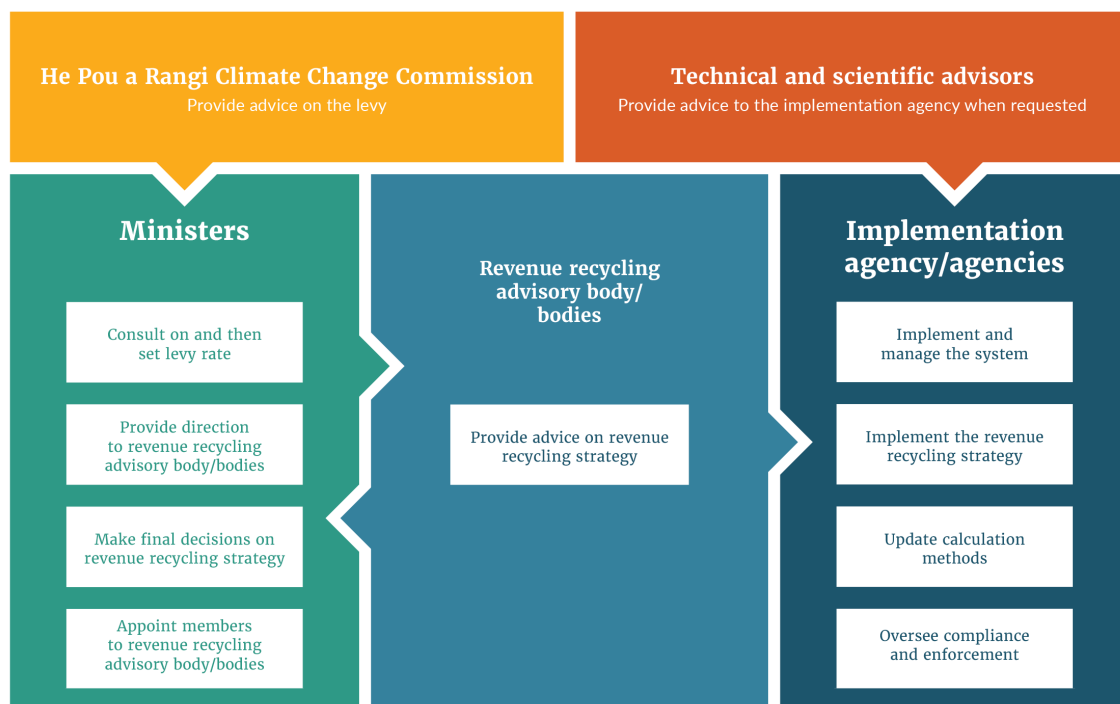 He Pou a Rangi Climate Change Commission
Provide advice on the levy
Technical and scientific advisors
Provide advice to the implementation agency when requested
Ministers
Consult on and then
set levy rate
Provide direction
to revenue recycling
advisory body/bodies
Make final decisions on
revenue recycling strategy
Appoint members
to revenue recycling
advisory body/bodies
Revenue recycling
advisory body/
bodies
Provide advice on revenue
recycling strategy
Implementation
agency/agencies
Implement and
manage the system
Implement the revenue
recycling strategy
Update calculation
methods
Oversee compliance
and enforcement